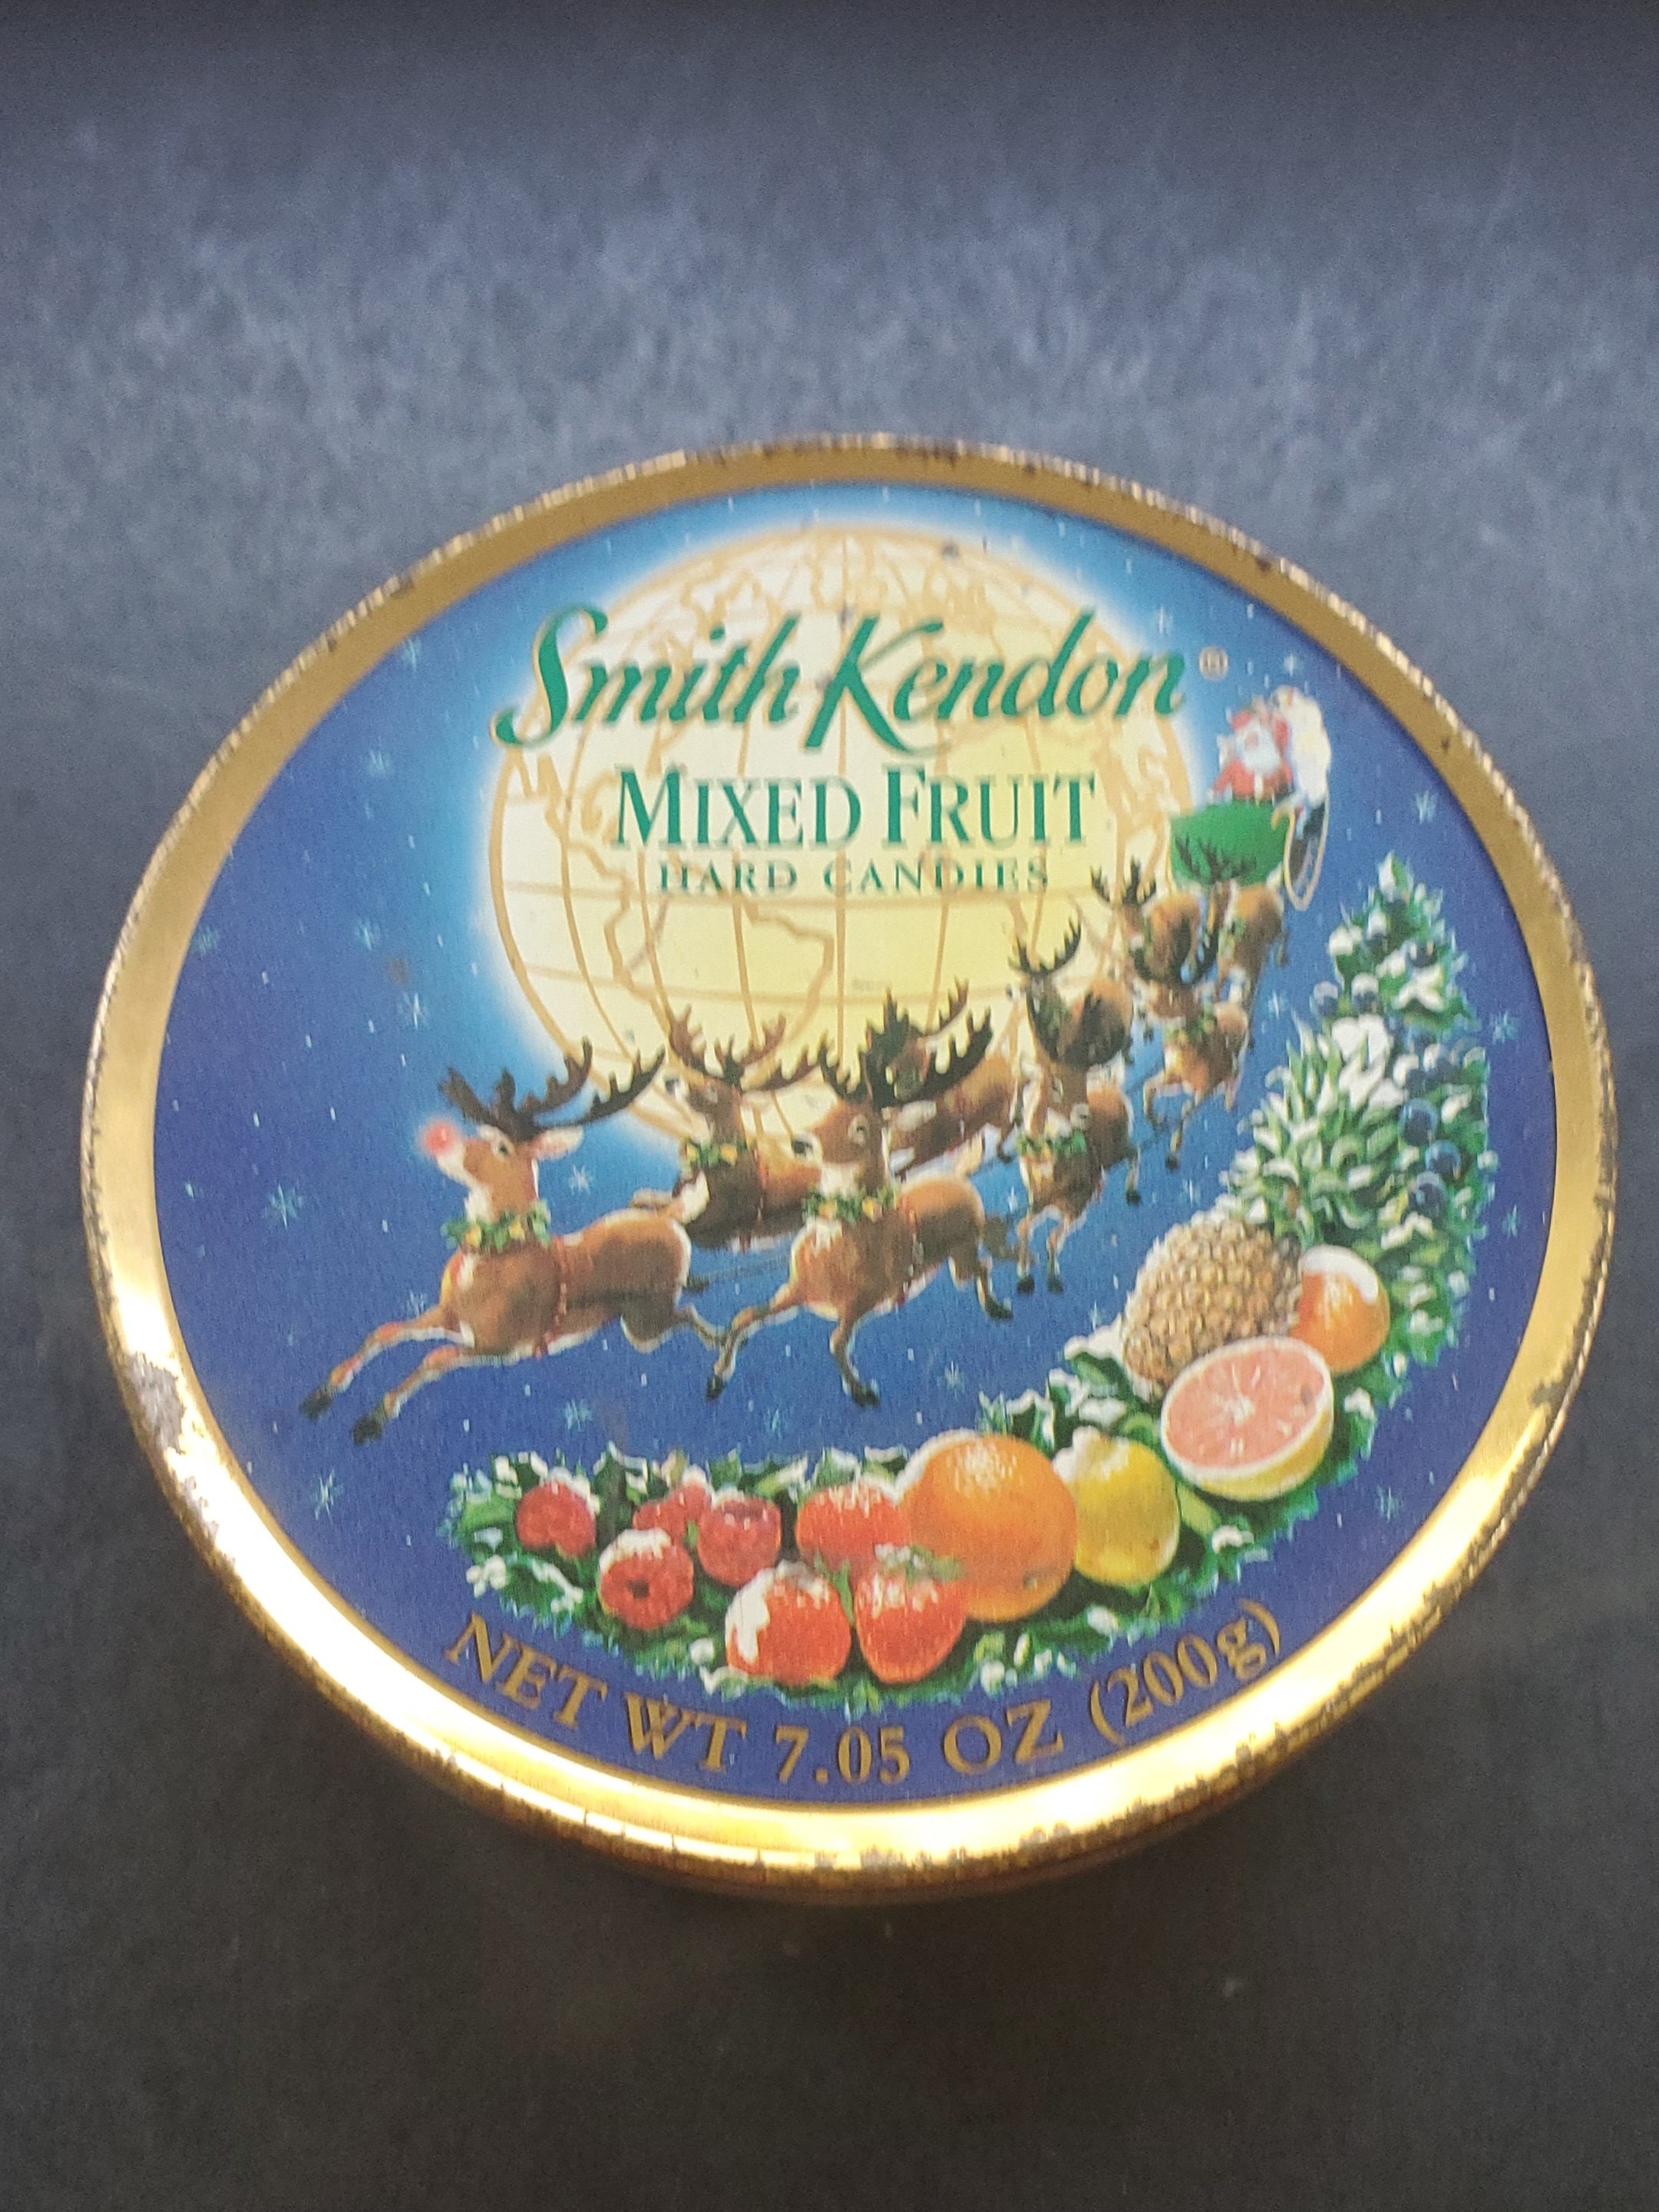 Smith Kendon®
MIXED FRUIT
HARD CANDIES
NET WT 7.05 OZ (200g)